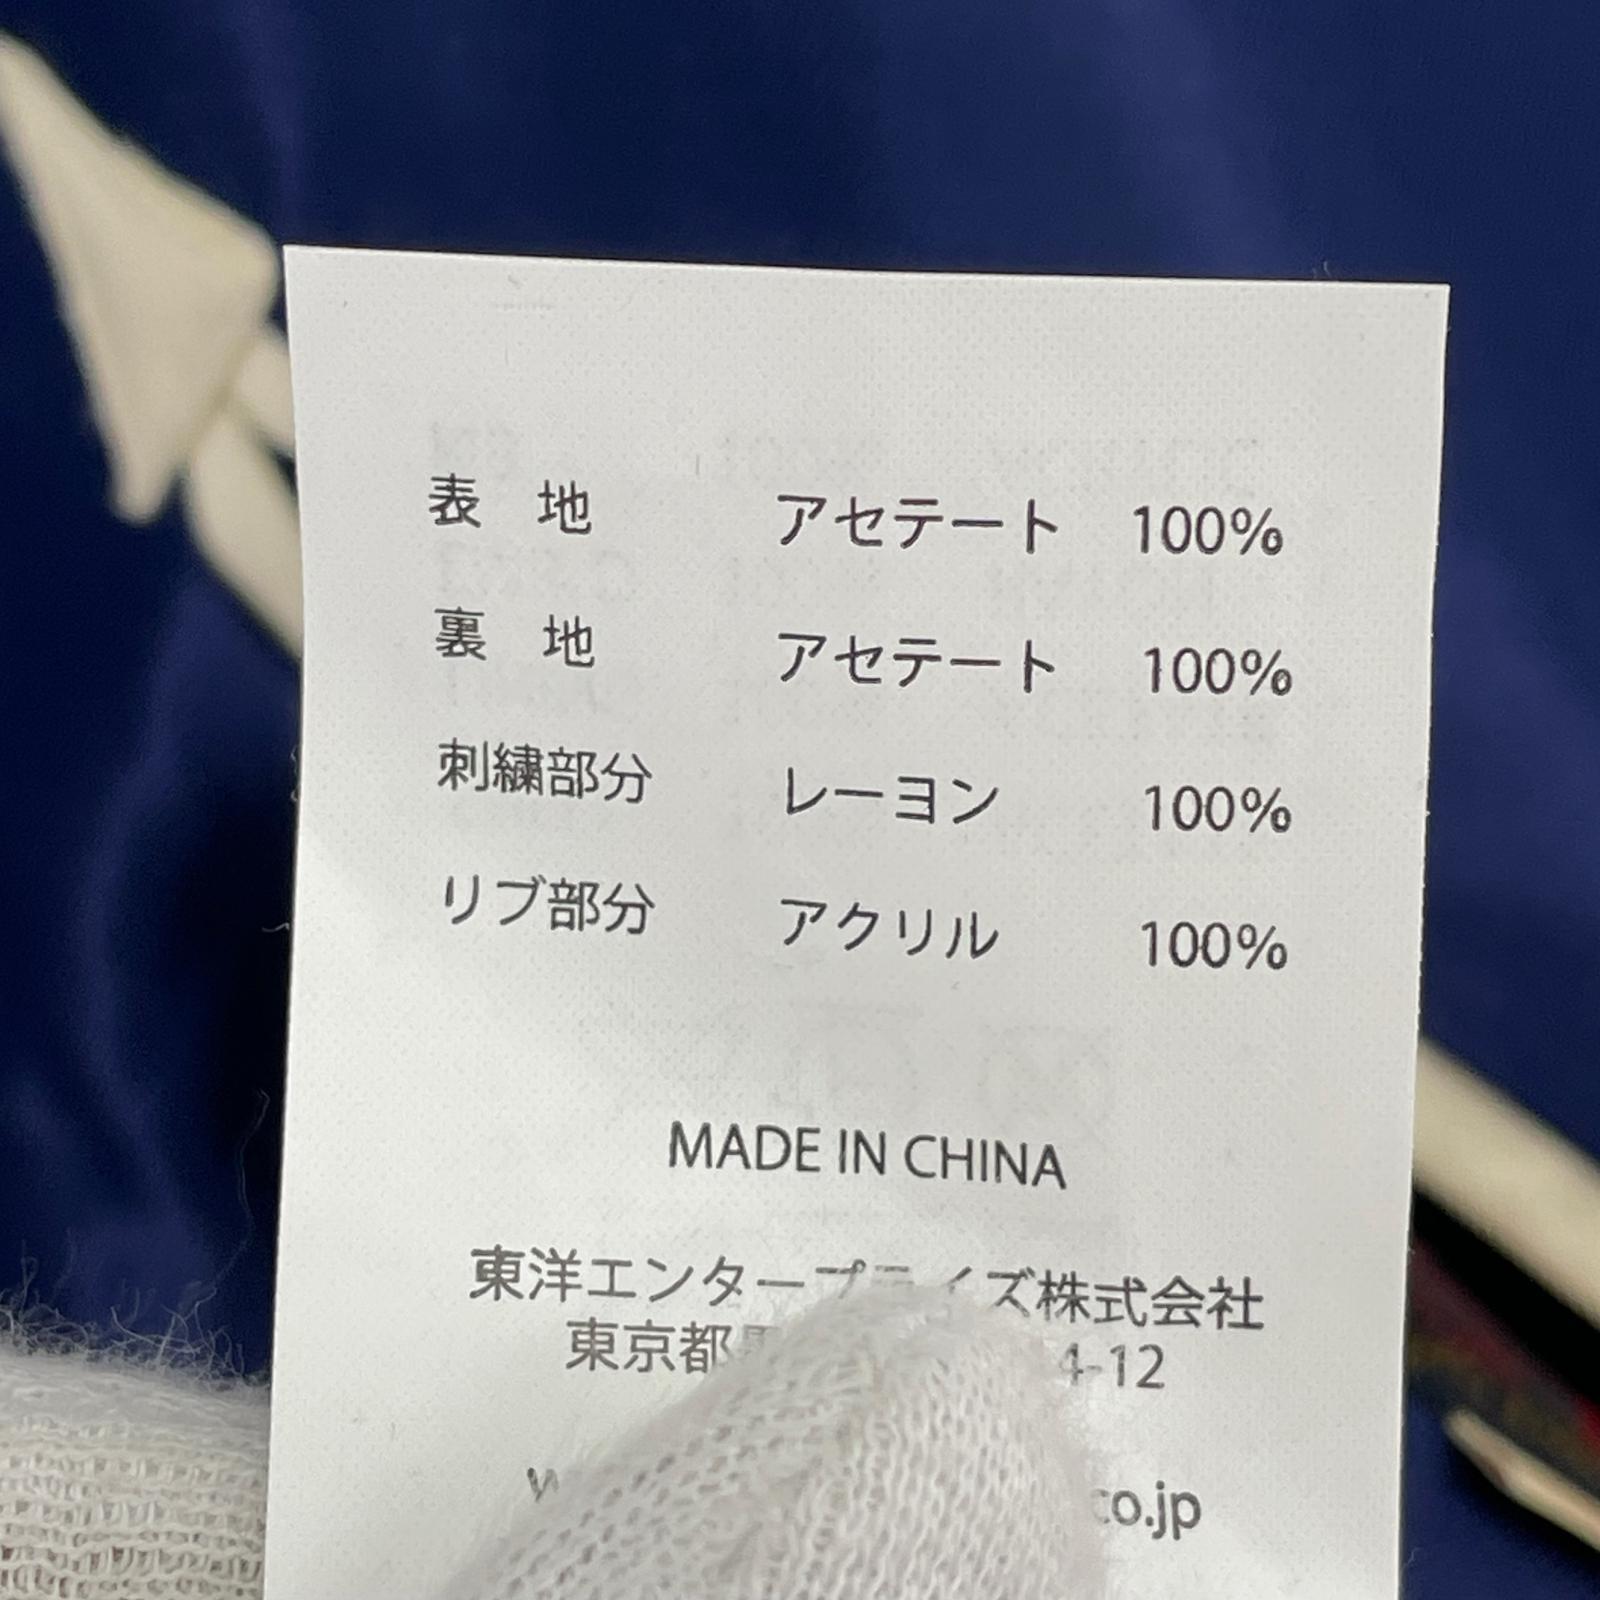 表 地 アセテート 100%
裏 地 アセテート 100%
刺繍部分 レーヨン 100%
リブ部分 アクリル 100%
MADE IN CHINA
東洋エンタープライズ株式会社
東京都 4-12
co.jp